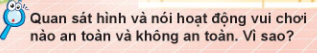 Quan sát hình và nói hoạt động vui chơi
nào an toàn và không an toàn. Vì sao?